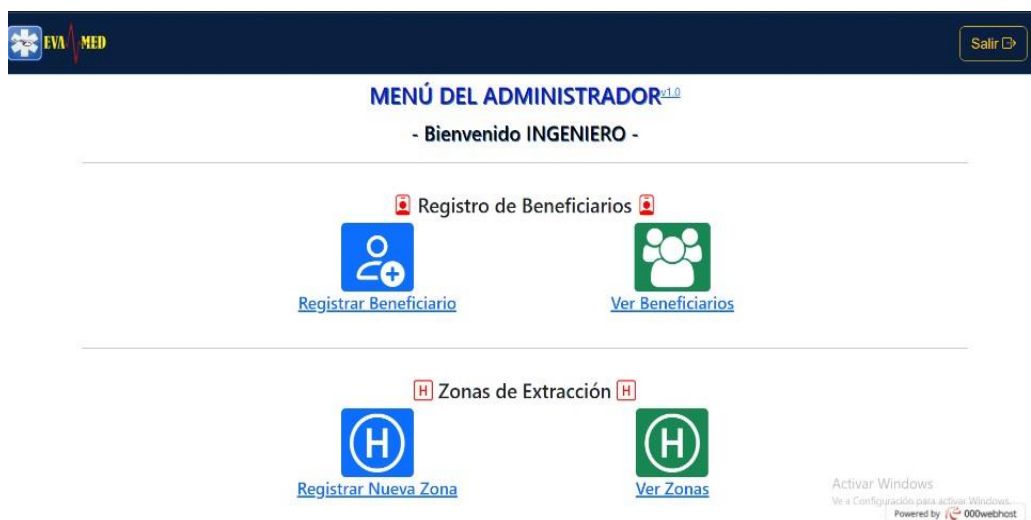 EVA MED
Salir
MENÚ DEL ADMINISTRADOR v1.0
- Bienvenido INGENIERO -
Registro de Beneficiarios
Registrar Beneficiario
Ver Beneficiarios
H Zonas de Extracción H
H
H
Registrar Nueva Zona
Ver Zonas
Activar Windows
Ve a Configuración para activar Windows.
Powered by 000webhost